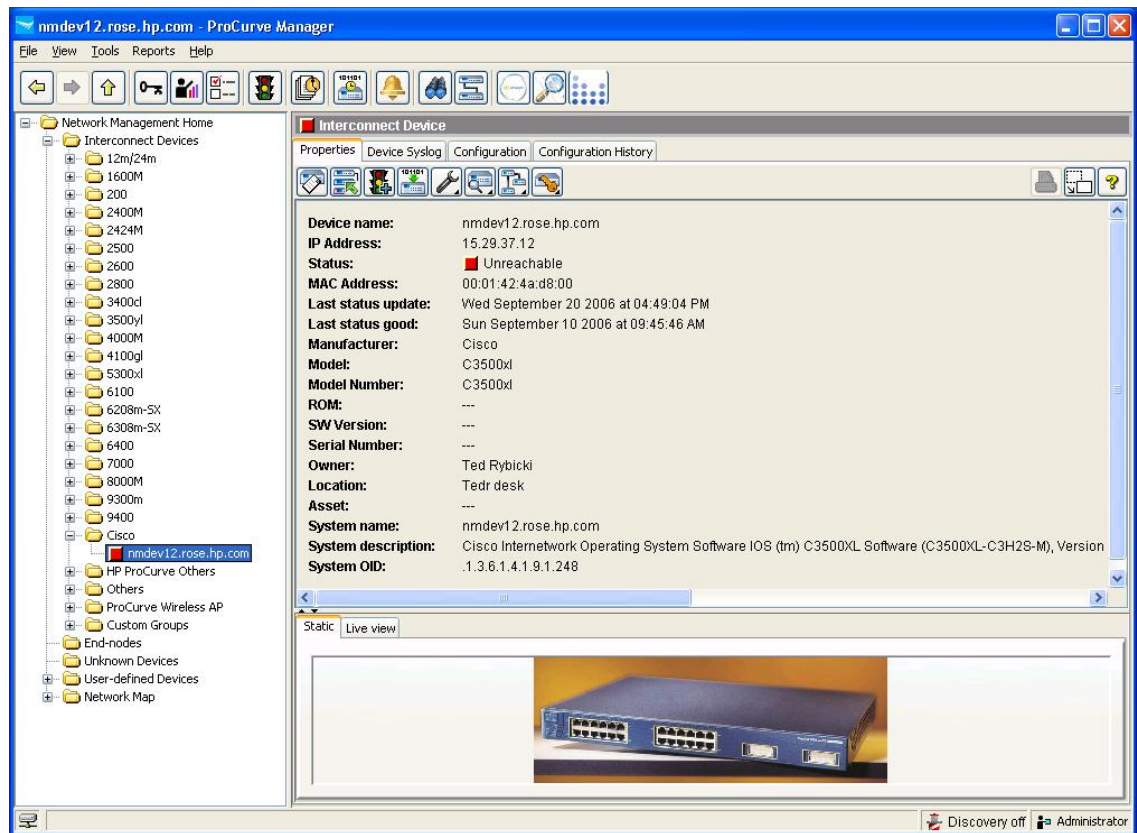 nmdev12.rose.hp.com - ProCurve Manager
File View Tools Reports Help
Network Management Home
Interconnect Devices
12m/24m
1600M
200
2400M
2424M
2500
2600
2800
3400cl
3500yl
4000M
4100gl
5300xl
6100
6208m-SX
6308m-SX
6400
7000
8000M
9300m
9400
Cisco
nmdev12.rose.hp.com
HP ProCurve Others
Others
ProCurve Wireless AP
Custom Groups
End-nodes
Unknown Devices
User-defined Devices
Network Map
Interconnect Device
Properties Device Syslog Configuration Configuration History
Device name: nmdev12.rose.hp.com
IP Address: 15.29.37.12
Status: Unreachable
MAC Address: 00:01:42:4a:d8:00
Last status update: Wed September 20 2006 at 04:49:04 PM
Last status good: Sun September 10 2006 at 09:45:46 AM
Manufacturer: Cisco
Model: C3500xl
Model Number: C3500xl
ROM: ---
SW Version: ---
Serial Number: ---
Owner: Ted Rybicki
Location: Tedr desk
Asset: ---
System name: nmdev12.rose.hp.com
System description: Cisco Internetwork Operating System Software IOS (tm) C3500XL Software (C3500XL-C3H2S-M), Version
System OID: .1.3.6.1.4.1.9.1.248
Static Live view
Discovery off Administrator